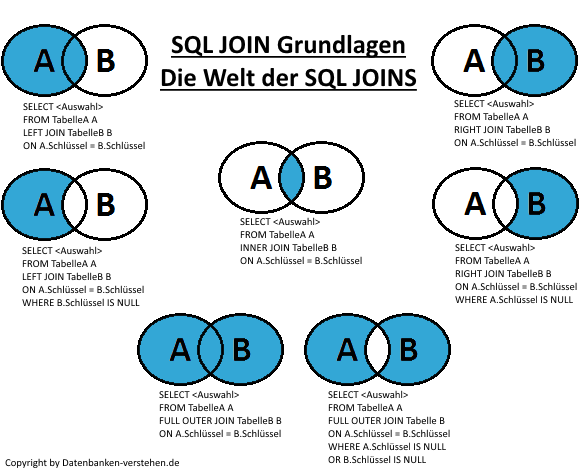 SQL JOIN Grundlagen
Die Welt der SQL JOINS
A B
SELECT <Auswahl>
FROM TabelleA A
LEFT JOIN TabelleB B
ON A.Schlüssel = B.Schlüssel
A B
SELECT <Auswahl>
FROM TabelleA A
RIGHT JOIN TabelleB B
ON A.Schlüssel = B.Schlüssel
A B
SELECT <Auswahl>
FROM TabelleA A
LEFT JOIN TabelleB B
ON A.Schlüssel = B.Schlüssel
WHERE B.Schlüssel IS NULL
A B
SELECT <Auswahl>
FROM TabelleA A
INNER JOIN TabelleB B
ON A.Schlüssel = B.Schlüssel
A B
SELECT <Auswahl>
FROM TabelleA A
RIGHT JOIN TabelleB B
ON A.Schlüssel = B.Schlüssel
WHERE A.Schlüssel IS NULL
A B
SELECT <Auswahl>
FROM TabelleA A
FULL OUTER JOIN TabelleB B
ON A.Schlüssel = B.Schlüssel
A B
SELECT <Auswahl>
FROM TabelleA A
FULL OUTER JOIN Tabelle B
ON A.Schlüssel = B.Schlüssel
WHERE A.Schlüssel IS NULL
OR B.Schlüssel IS NULL
Copyright by Datenbanken-verstehen.de